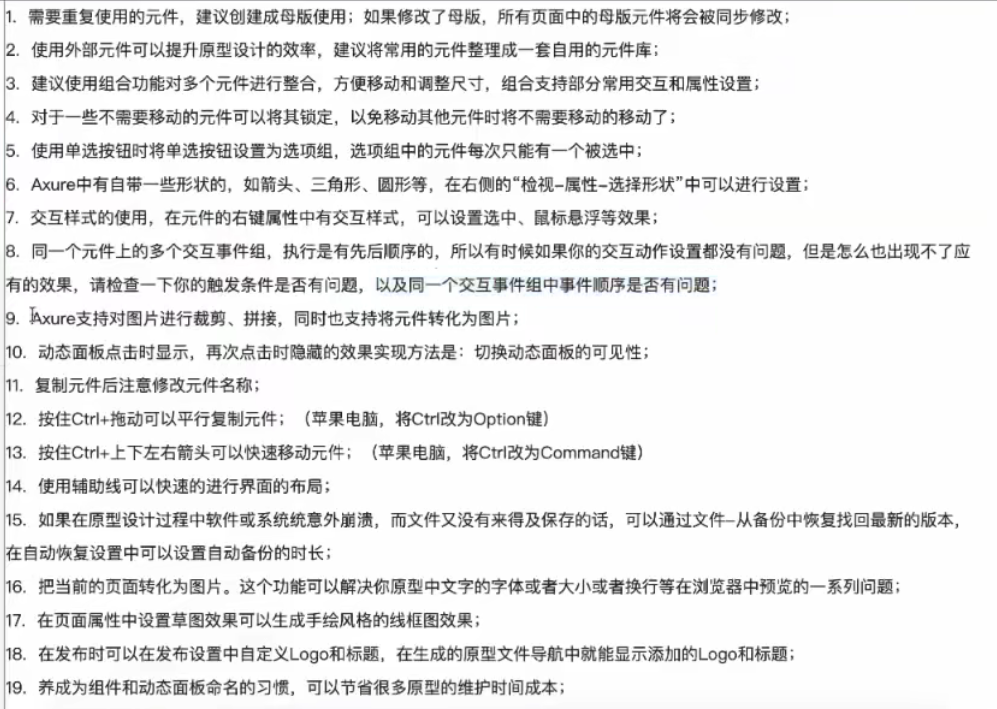 1. 需要重复使用的元件，建议创建成母版使用；如果修改了母版，所有页面中的母版元件将会被同步修改；
2. 使用外部元件可以提升原型设计的效率，建议将常用的元件整理成一套自用的元件库；
3. 建议使用组合功能对多个元件进行整合，方便移动和调整尺寸，组合支持部分常用交互和属性设置；
4. 对于一些不需要移动的元件可以将其锁定，以免移动其他元件时将不需要移动的移动了；
5. 使用单选按钮时将单选按钮设置为选项组，选项组中的元件每次只能有一个被选中；
6. Axure中有自带一些形状的，如箭头、三角形、圆形等，在右侧的“检视-属性-选择形状”中可以进行设置；
7. 交互样式的使用，在元件的右键属性中有交互样式，可以设置选中、鼠标悬浮等效果；
8. 同一个元件上的多个交互事件组，执行是有先后顺序的，所以有时候如果你的交互动作设置都没有问题，但是怎么也出现不了应
有的效果，请检查一下你的触发条件是否有问题，以及同一个交互事件组中事件顺序是否有问题；
9. Axure支持对图片进行裁剪、拼接，同时也支持将元件转化为图片；
10. 动态面板点击时显示，再次点击时隐藏的效果实现方法是：切换动态面板的可见性；
11. 复制元件后注意修改元件名称；
12. 按住Ctrl+拖动可以平行复制元件；（苹果电脑，将Ctrl改为Option键）
13. 按住Ctrl+上下左右箭头可以快速移动元件；（苹果电脑，将Ctrl改为Command键）
14. 使用辅助线可以快速的进行界面的布局；
15. 如果在原型设计过程中软件或系统统意外崩溃，而文件又没有来得及保存的话，可以通过文件-从备份中恢复找回最新的版本，
在自动恢复设置中可以设置自动备份的时长；
16. 把当前的页面转化为图片。这个功能可以解决你原型中文字的字体或者大小或者换行等在浏览器中预览的一系列问题；
17. 在页面属性中设置草图效果可以生成手绘风格的线框图效果；
18. 在发布时可以在发布设置中自定义Logo和标题，在生成的原型文件导航中就能显示添加的Logo和标题；
19. 养成为组件和动态面板命名的习惯，可以节省很多原型的维护时间成本；